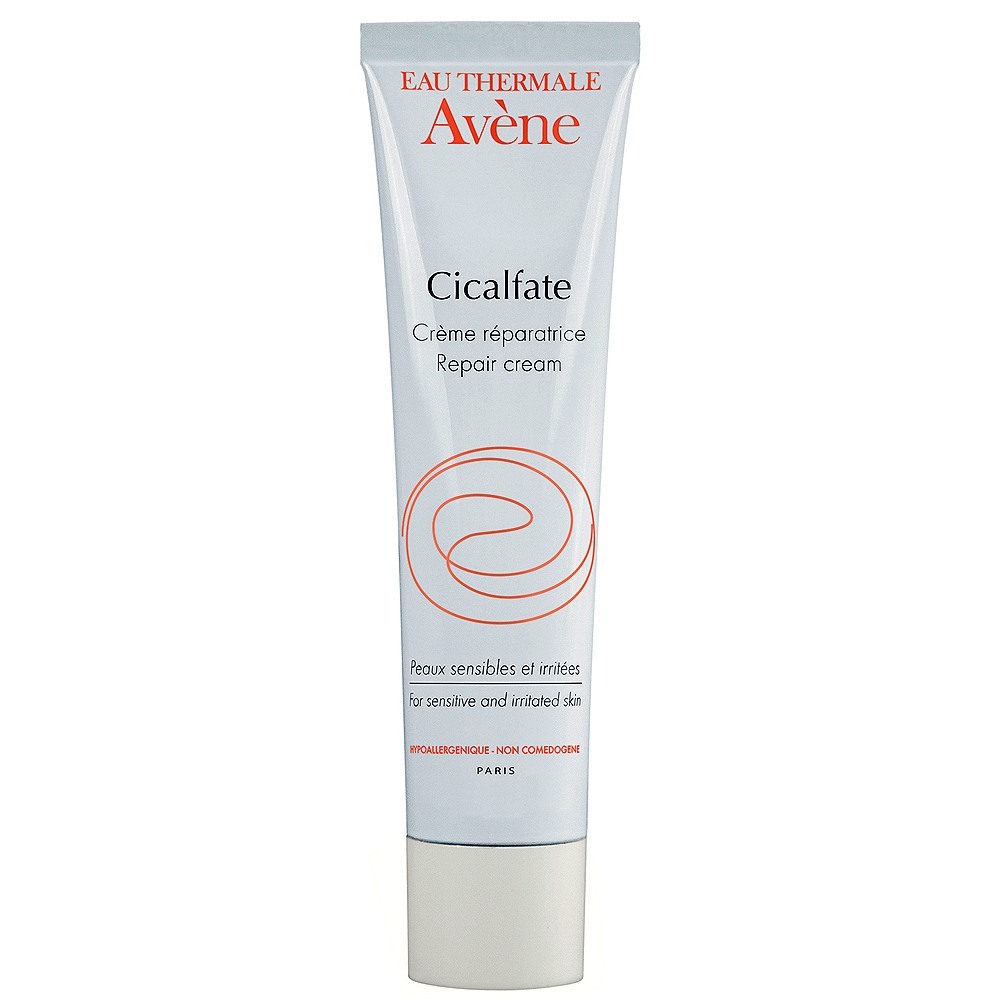 EAU THERMALE
Avène
Cicalfate
Crème réparatrice
Repair cream
Peaux sensibles et irritées
For sensitive and irritated skin
HYPOALLERGENIQUE - NON COMEDOGENE
PARIS